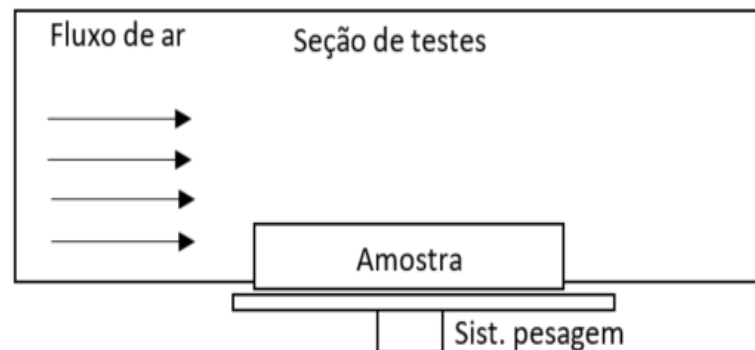 Fluxo de ar
Seção de testes
Amostra
Sist. pesagem